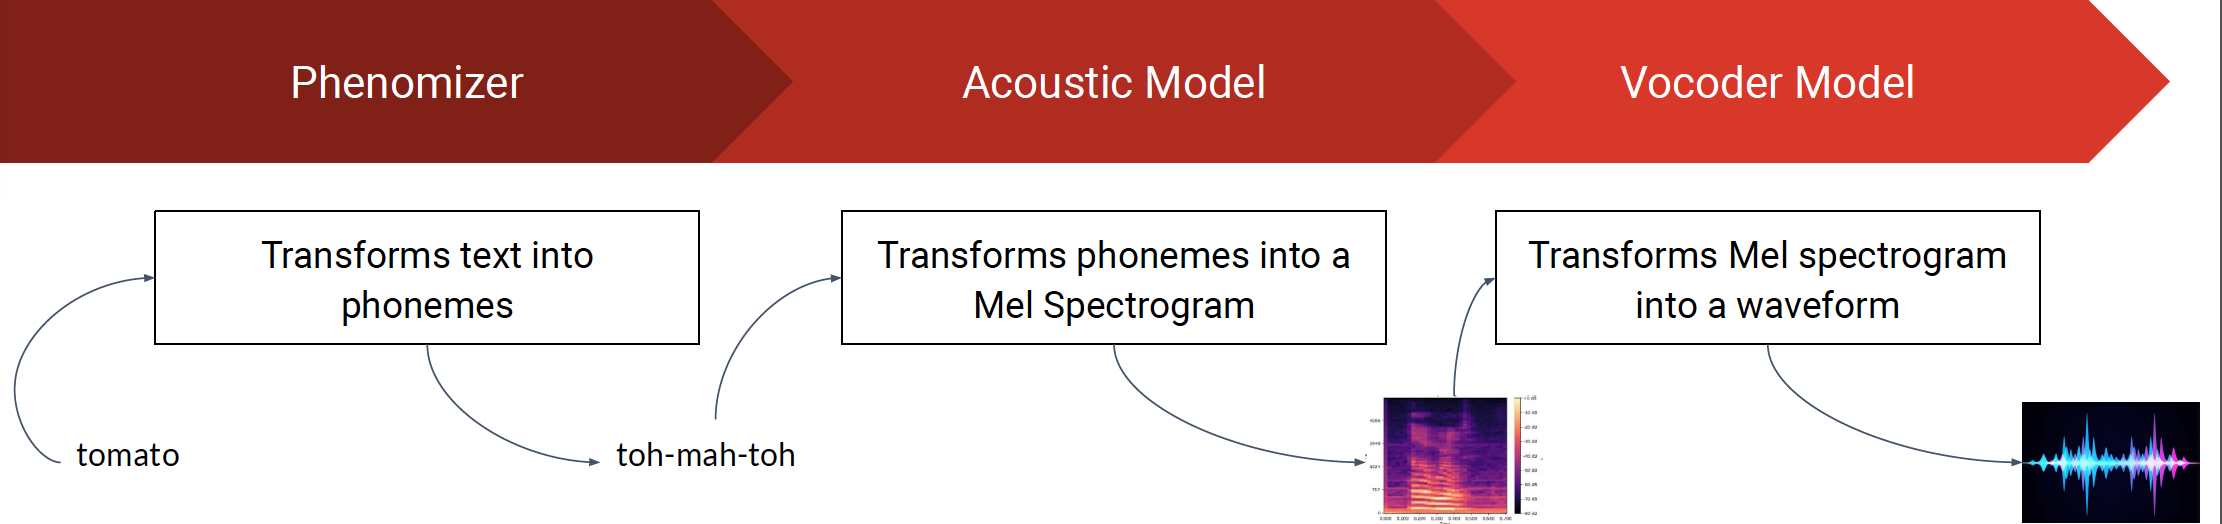 Phenomizer
Acoustic Model
Vocoder Model
Transforms text into
phonemes
Transforms phonemes into a
Mel Spectrogram
Transforms Mel spectrogram
into a waveform
tomato
toh-mah-toh